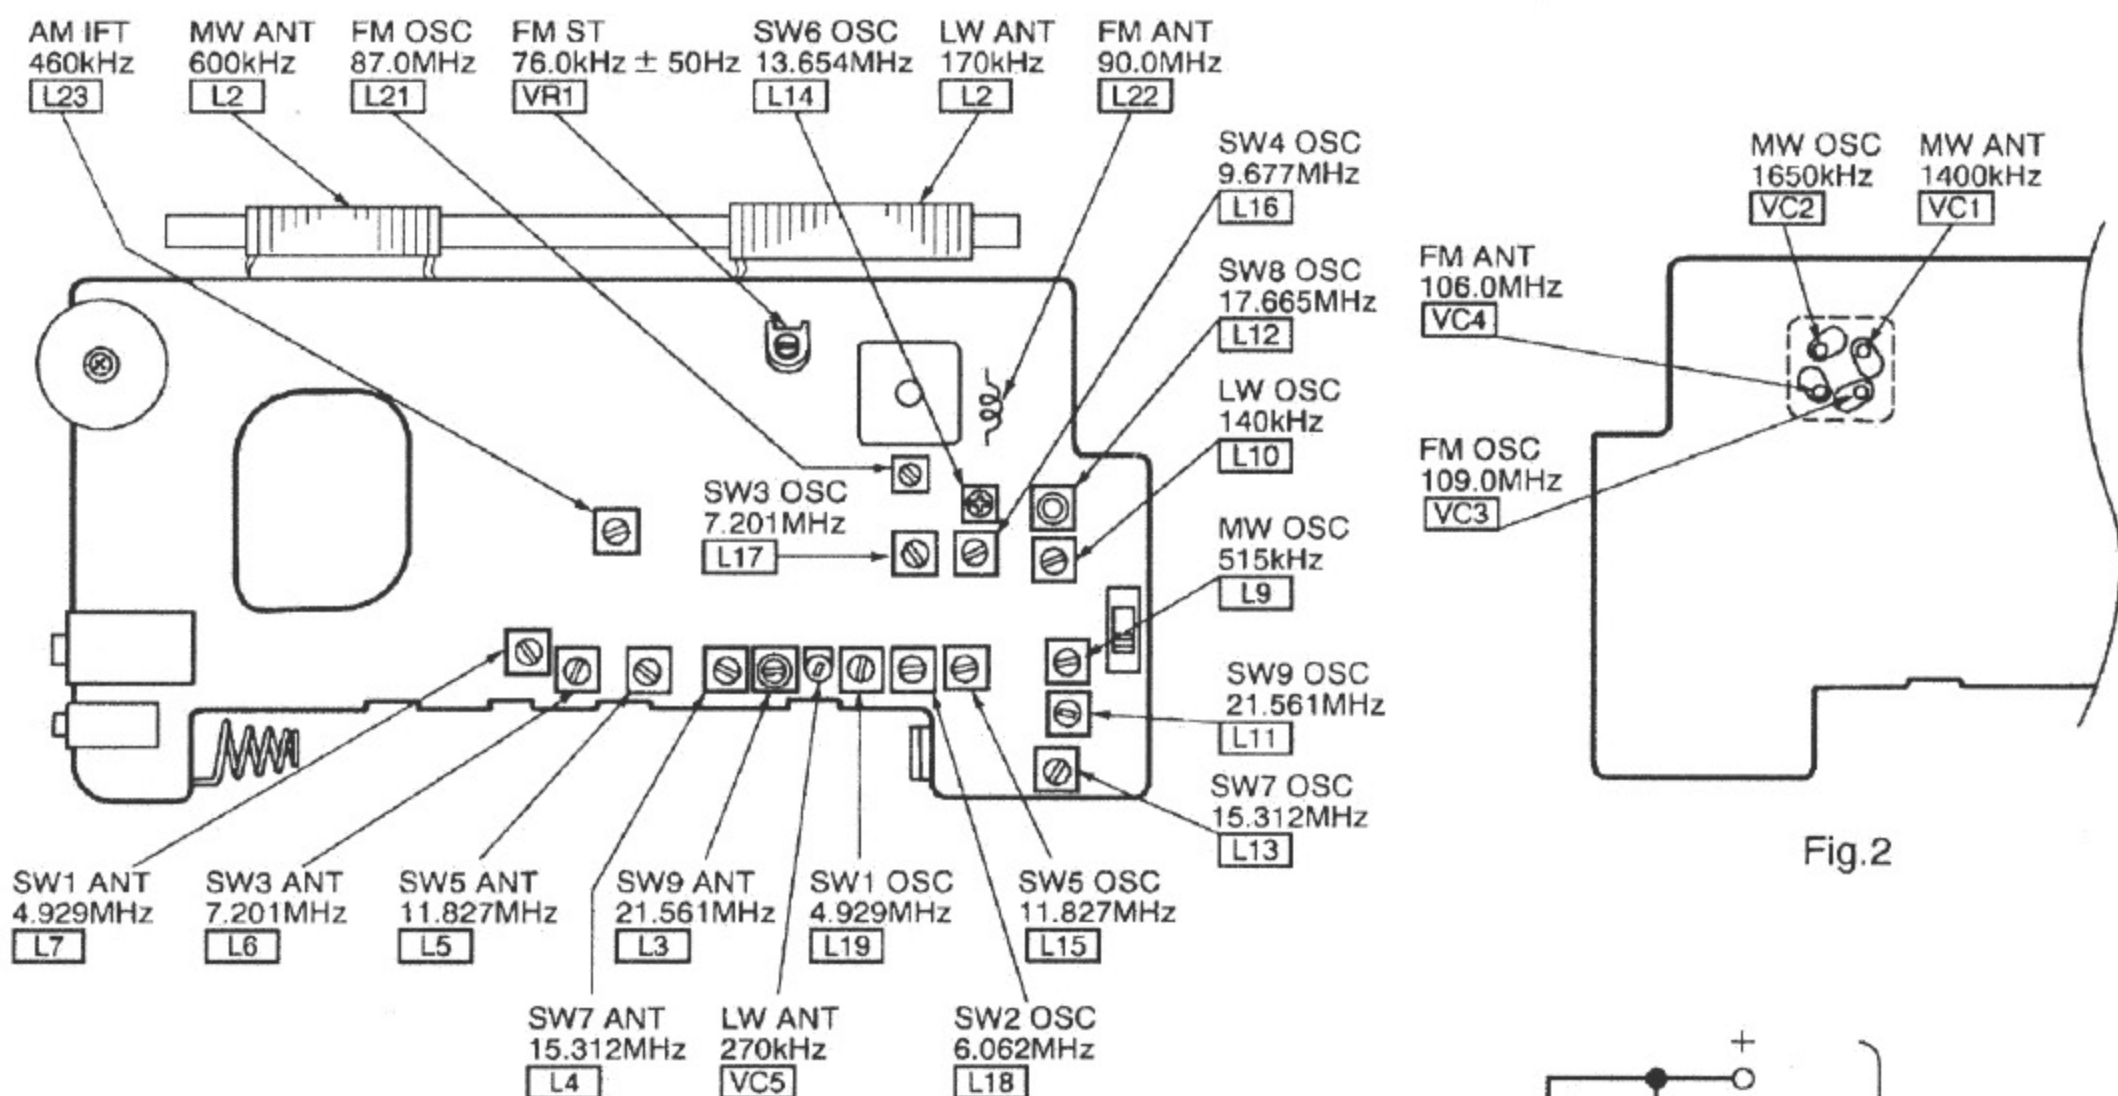 AM IFT
460kHz
L23
MW ANT
600kHz
L2
FM OSC
87.0MHz
L21
FM ST
76.0kHz ± 50Hz
VR1
SW6 OSC
13.654MHz
L14
LW ANT
170kHz
L2
FM ANT
90.0MHz
L22
SW4 OSC
9.677MHz
L16
SW8 OSC
17.665MHz
L12
LW OSC
140kHz
L10
SW3 OSC
7.201MHz
L17
MW OSC
515kHz
L9
SW9 OSC
21.561MHz
L11
SW7 OSC
15.312MHz
L13
SW1 ANT
4.929MHz
L7
SW3 ANT
7.201MHz
L6
SW5 ANT
11.827MHz
L5
SW9 ANT
21.561MHz
L3
SW1 OSC
4.929MHz
L19
SW5 OSC
11.827MHz
L15
SW7 ANT
15.312MHz
L4
LW ANT
270kHz
VC5
SW2 OSC
6.062MHz
L18
MW OSC
1650kHz
VC2
MW ANT
1400kHz
VC1
FM ANT
106.0MHz
VC4
FM OSC
109.0MHz
VC3
Fig.2
+